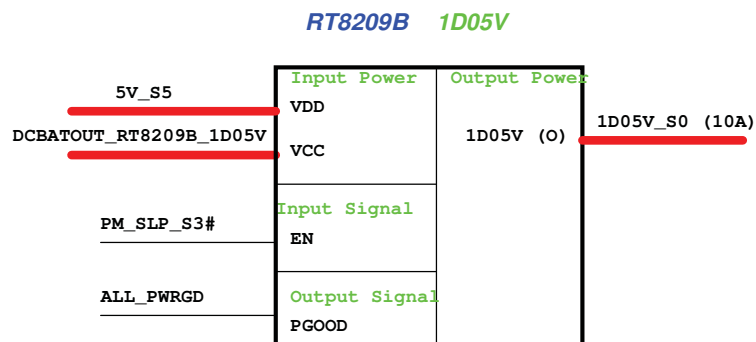 RT8209B 1D05V
Input Power Output Power
5V_S5
VDD
DCBATOUT_RT8209B_1D05V
VCC
1D05V (O)
1D05V_S0 (10A)
Input Signal
PM_SLP_S3#
EN
ALL_PWRGD
Output Signal
PGOOD